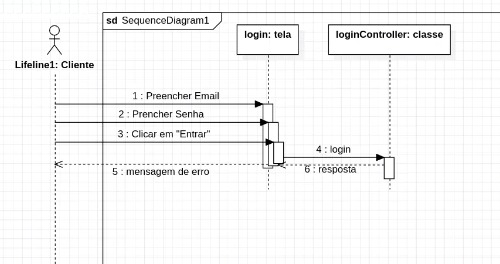 sd SequenceDiagram1
login: tela
loginController: classe
Lifeline1: Cliente
1 : Preencher Email
2 : Prencher Senha
3 : Clicar em "Entrar"
4 : login
5 : mensagem de erro
6 : resposta